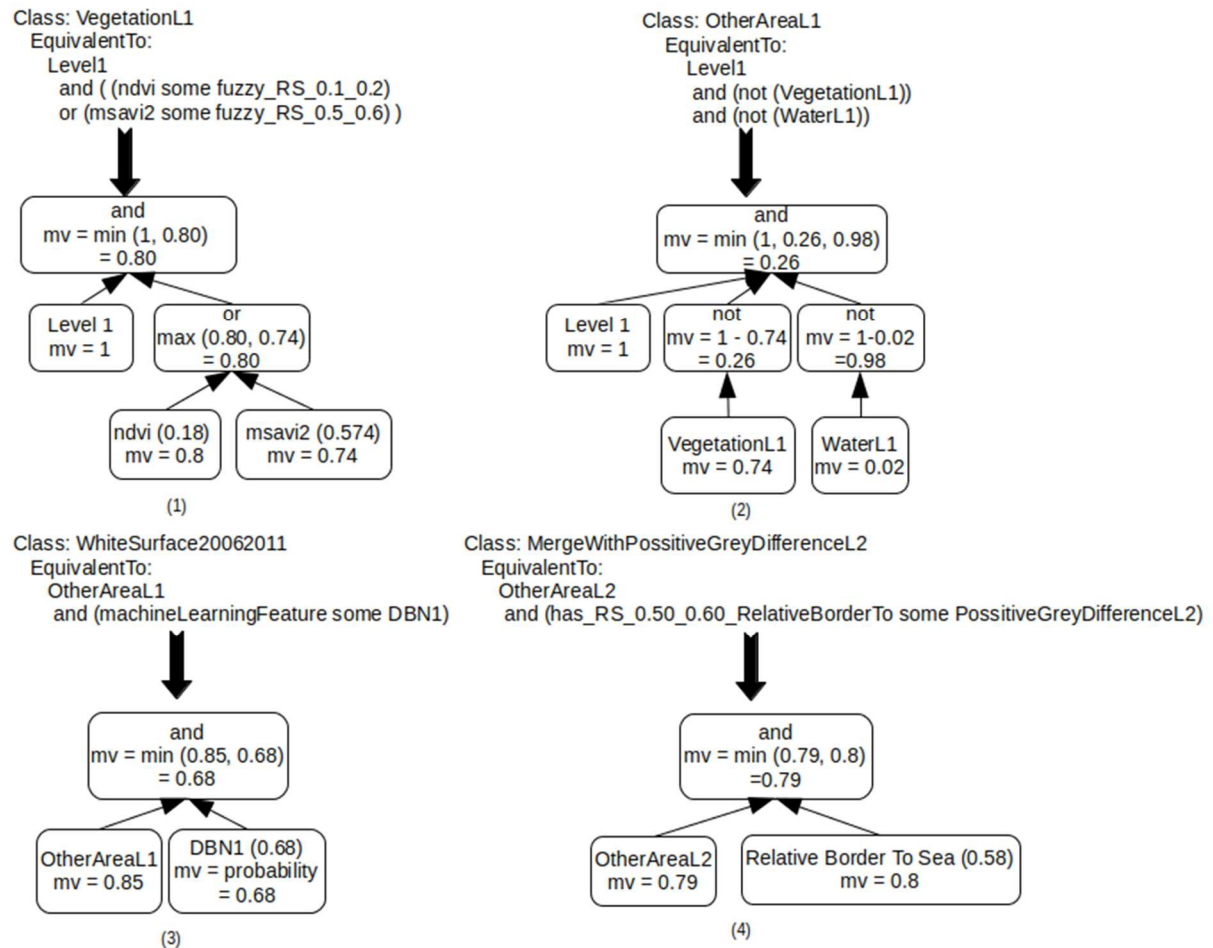 Class: VegetationL1
EquivalentTo:
Level1
and ( (ndvi some fuzzy_RS_0.1_0.2)
or (msavi2 some fuzzy_RS_0.5_0.6) )
and
mv = min (1, 0.80)
= 0.80
Level 1
mv = 1
or
max (0.80, 0.74)
= 0.80
ndvi (0.18)
mv = 0.8
msavi2 (0.574)
mv = 0.74
(1)
Class: OtherAreaL1
EquivalentTo:
Level1
and (not (VegetationL1))
and (not (WaterL1))
and
mv = min (1, 0.26, 0.98)
= 0.26
Level 1
mv = 1
not
mv = 1 - 0.74
= 0.26
not
mv = 1-0.02
=0.98
VegetationL1
mv = 0.74
WaterL1
mv = 0.02
(2)
Class: WhiteSurface20062011
EquivalentTo:
OtherAreaL1
and (machineLearningFeature some DBN1)
and
mv = min (0.85, 0.68)
= 0.68
OtherAreaL1
mv = 0.85
DBN1 (0.68)
mv = probability
= 0.68
(3)
Class: MergeWithPossitiveGreyDifferenceL2
EquivalentTo:
OtherAreaL2
and (has_RS_0.50_0.60_RelativeBorderTo some PossitiveGreyDifferenceL2)
and
mv = min (0.79, 0.8)
=0.79
OtherAreaL2
mv = 0.79
Relative Border To Sea (0.58)
mv = 0.8
(4)